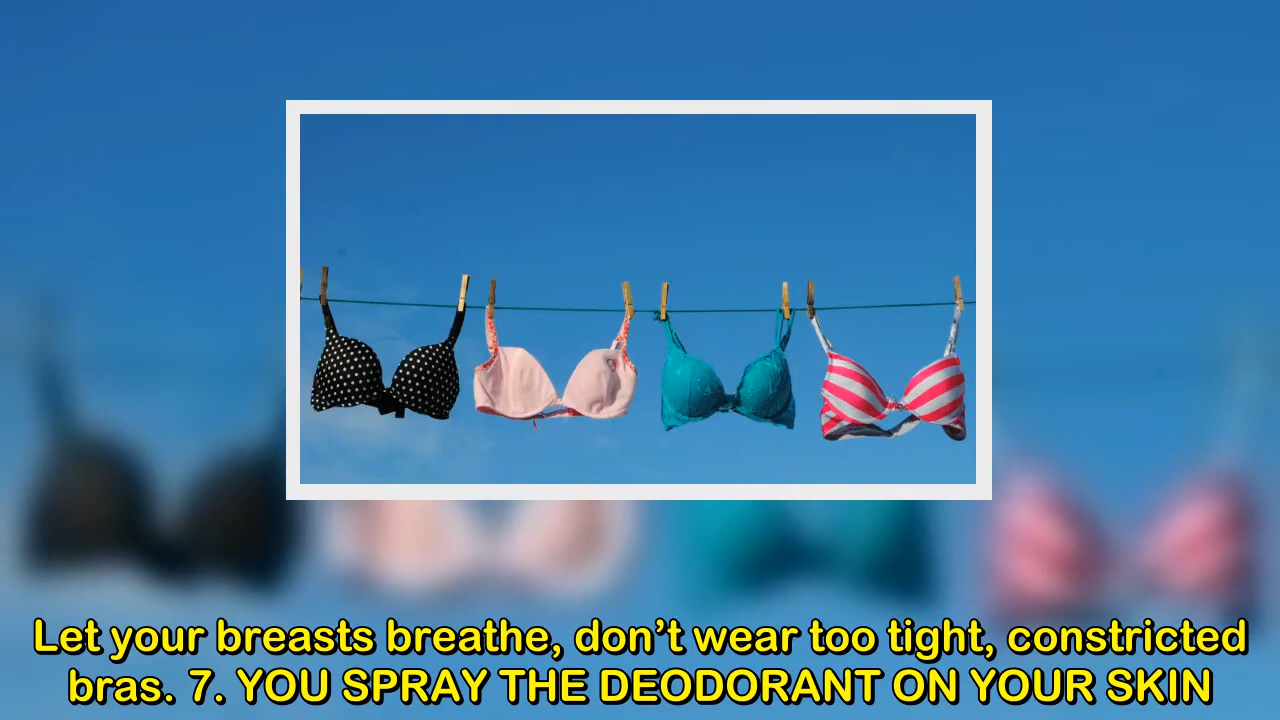 Let your breasts breathe, don’t wear too tight, constricted
bras. 7. YOU SPRAY THE DEODORANT ON YOUR SKIN